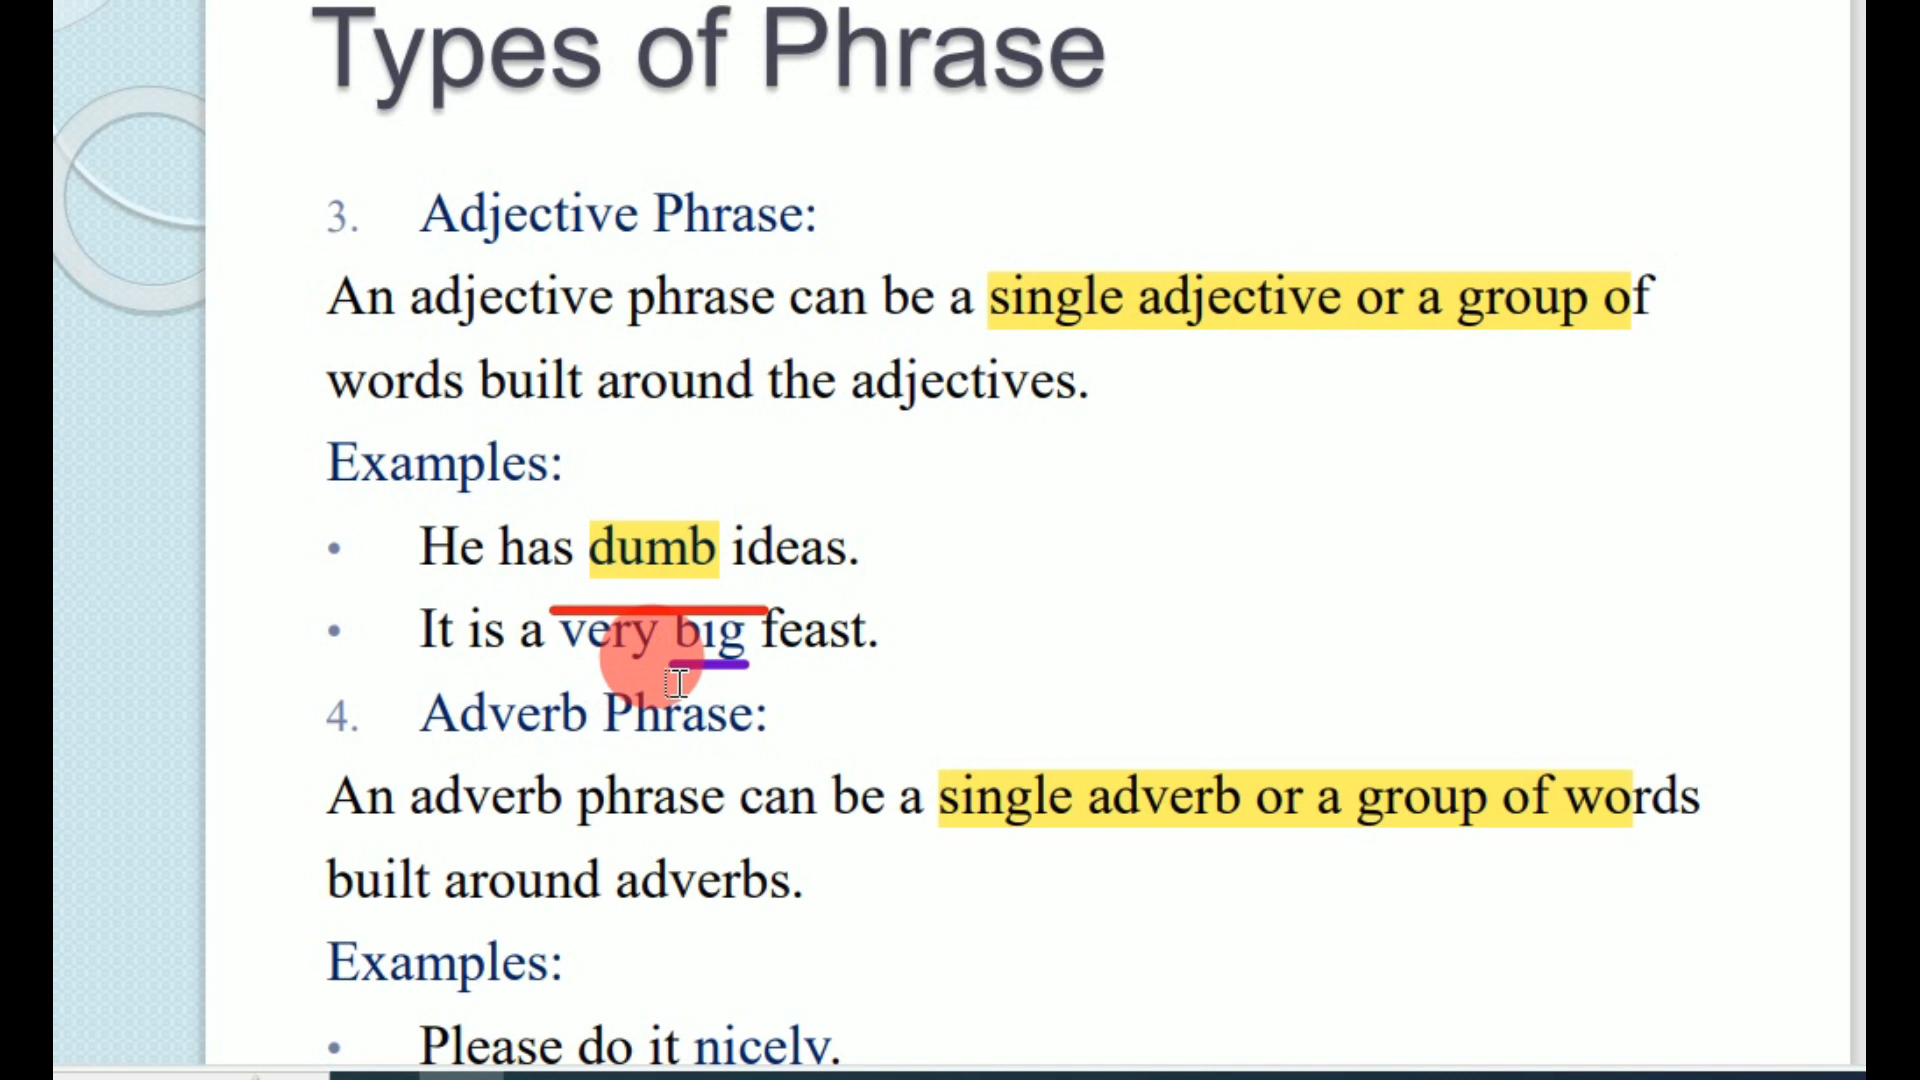 Types of Phrase
3. Adjective Phrase:
An adjective phrase can be a single adjective or a group of
words built around the adjectives.
Examples:
• He has dumb ideas.
• It is a very big feast.
4. Adverb Phrase:
An adverb phrase can be a single adverb or a group of words
built around adverbs.
Examples:
• Please do it nicely.